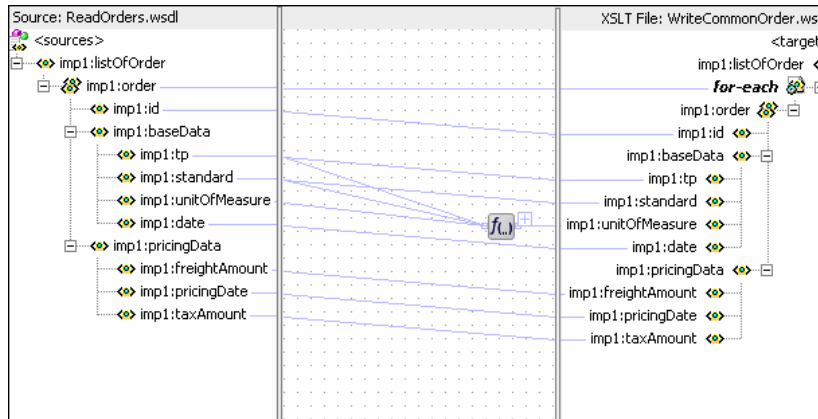 Source: ReadOrders.wsdl
<sources>
imp1:listOfOrder
imp1:order
imp1:id
imp1:baseData
imp1:tp
imp1:standard
imp1:unitOfMeasure
imp1:date
imp1:pricingData
imp1:freightAmount
imp1:pricingDate
imp1:taxAmount
f(..)
XSLT File: WriteCommonOrder.ws
<target
imp1:listOfOrder
for-each
imp1:order
imp1:id
imp1:baseData
imp1:tp
imp1:standard
imp1:unitOfMeasure
imp1:date
imp1:pricingData
imp1:freightAmount
imp1:pricingDate
imp1:taxAmount